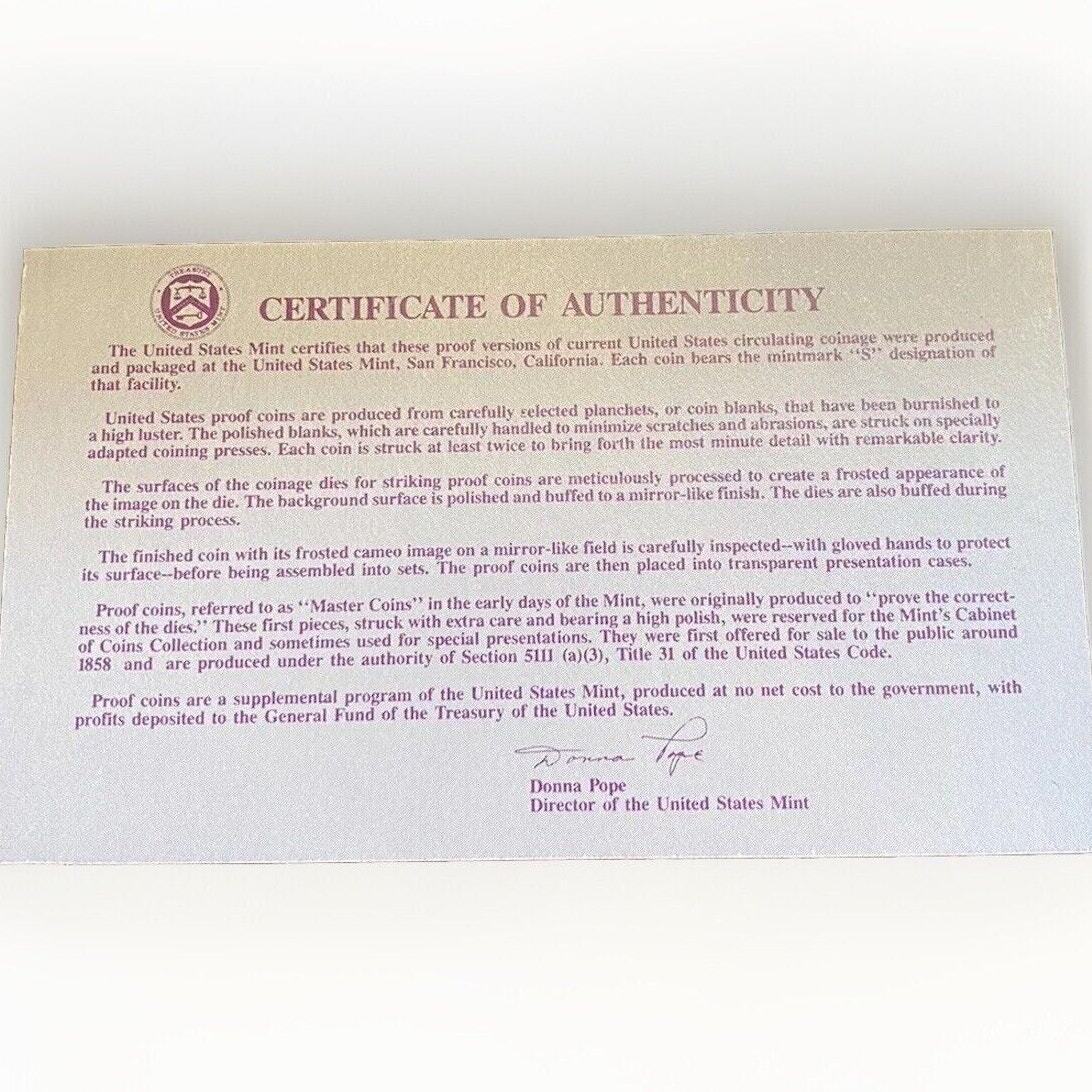 TREASURY
UNITED STATES MINT
CERTIFICATE OF AUTHENTICITY
The United States Mint certifies that these proof versions of current United States circulating coinage were produced
and packaged at the United States Mint, San Francisco, California. Each coin bears the mintmark "S" designation of
that facility.
United States proof coins are produced from carefully selected planchets, or coin blanks, that have been burnished to
a high luster. The polished blanks, which are carefully handled to minimize scratches and abrasions, are struck on specially
adapted coining presses. Each coin is struck at least twice to bring forth the most minute detail with remarkable clarity.
The surfaces of the coinage dies for striking proof coins are meticulously processed to create a frosted appearance of
the image on the die. The background surface is polished and buffed to a mirror-like finish. The dies are also buffed during
the striking process.
The finished coin with its frosted cameo image on a mirror-like field is carefully inspected--with gloved hands to protect
its surface--before being assembled into sets. The proof coins are then placed into transparent presentation cases.
Proof coins, referred to as "Master Coins" in the early days of the Mint, were originally produced to "prove the correct-
ness of the dies." These first pieces, struck with extra care and bearing a high polish, were reserved for the Mint's Cabinet
of Coins Collection and sometimes used for special presentations. They were first offered for sale to the public around
1858 and are produced under the authority of Section 5111 (a)(3), Title 31 of the United States Code.
Proof coins are a supplemental program of the United States Mint, produced at no net cost to the government, with
profits deposited to the General Fund of the Treasury of the United States.
Donna Pope
Donna Pope
Director of the United States Mint